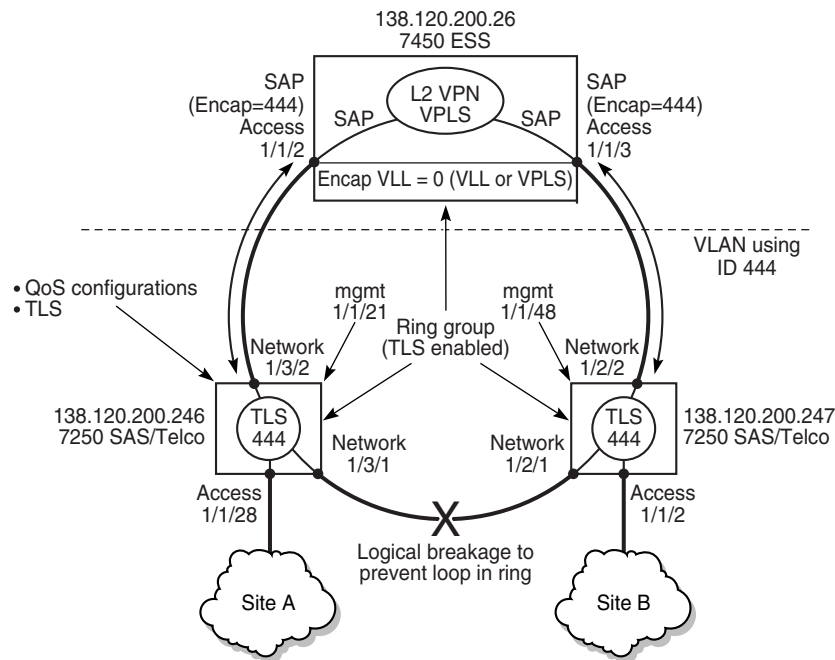 138.120.200.26
7450 ESS
SAP
(Encap=444)
Access
1/1/2
SAP
L2 VPN
VPLS
SAP
SAP
(Encap=444)
Access
1/1/3
Encap VLL = 0 (VLL or VPLS)
VLAN using
ID 444
• QoS configurations
• TLS
mgmt
1/1/21
Ring group
(TLS enabled)
mgmt
1/1/48
Network
1/3/2
Network
1/2/2
138.120.200.246
7250 SAS/Telco
TLS
444
Network
1/3/1
Network
1/2/1
TLS
444
138.120.200.247
7250 SAS/Telco
Access
1/1/28
X
Access
1/1/2
Logical breakage to
prevent loop in ring
Site A
Site B